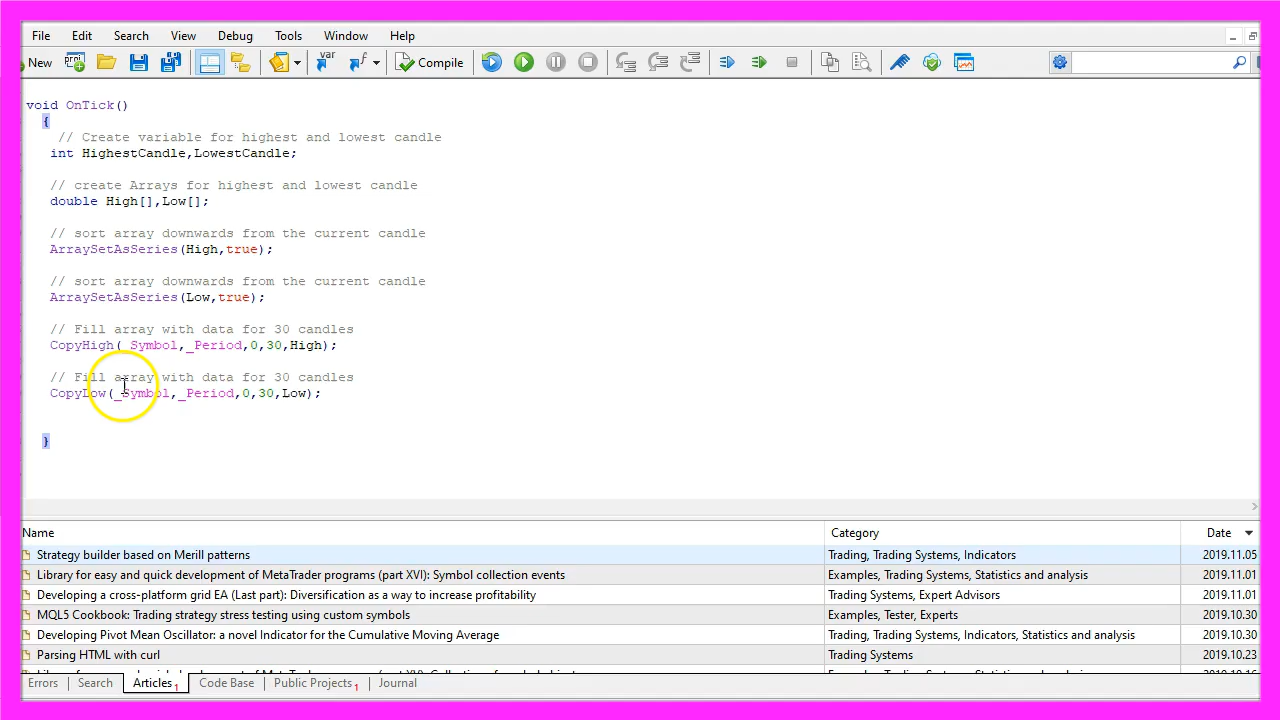 File Edit Search View Debug Tools Window Help
New Compile
void OnTick()
{
// Create variable for highest and lowest candle
int HighestCandle,LowestCandle;
// create Arrays for highest and lowest candle
double High[],Low[];
// sort array downwards from the current candle
ArraySetAsSeries(High,true);
// sort array downwards from the current candle
ArraySetAsSeries(Low,true);
// Fill array with data for 30 candles
CopyHigh(_Symbol,_Period,0,30,High);
// Fill array with data for 30 candles
CopyLow(_Symbol,_Period,0,30,Low);
}
Name Category Date
Strategy builder based on Merill patterns Trading, Trading Systems, Indicators 2019.11.05
Library for easy and quick development of MetaTrader programs (part XVI): Symbol collection events Examples, Trading Systems, Statistics and analysis 2019.11.01
Developing a cross-platform grid EA (Last part): Diversification as a way to increase profitability Trading Systems, Expert Advisors 2019.11.01
MQL5 Cookbook: Trading strategy stress testing using custom symbols Examples, Tester, Experts 2019.10.30
Developing Pivot Mean Oscillator: a novel Indicator for the Cumulative Moving Average Trading, Trading Systems, Indicators, Statistics and analysis 2019.10.30
Parsing HTML with curl Trading Systems 2019.10.23
Errors Search Articles 1 Code Base Public Projects 1 Journal